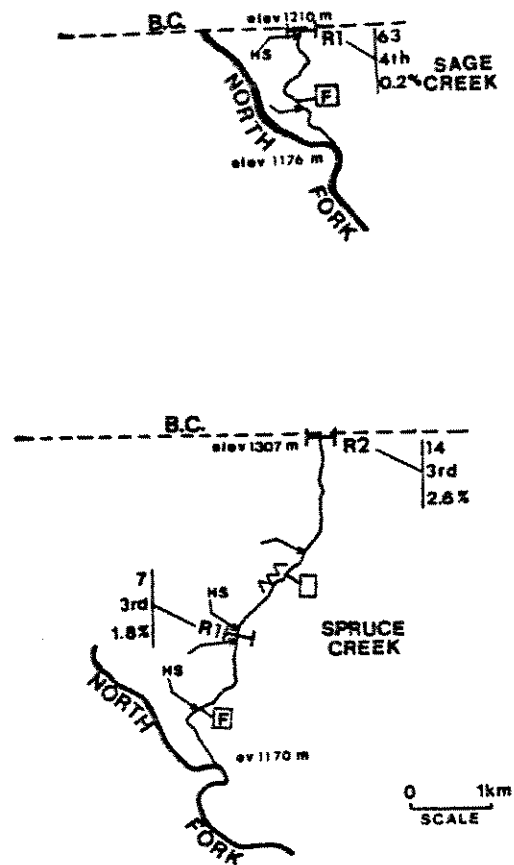 B.C.
elev 1210 m
HS
R1
63
4th
0.2%
SAGE
CREEK
F
NORTH
elev 1176 m
FORK
B.C.
elev 1307 m
R2
14
3rd
2.6%
7
3rd
1.8%
HS
R1
SPRUCE
CREEK
HS
F
NORTH
ev 1170 m
FORK
0 1km
SCALE